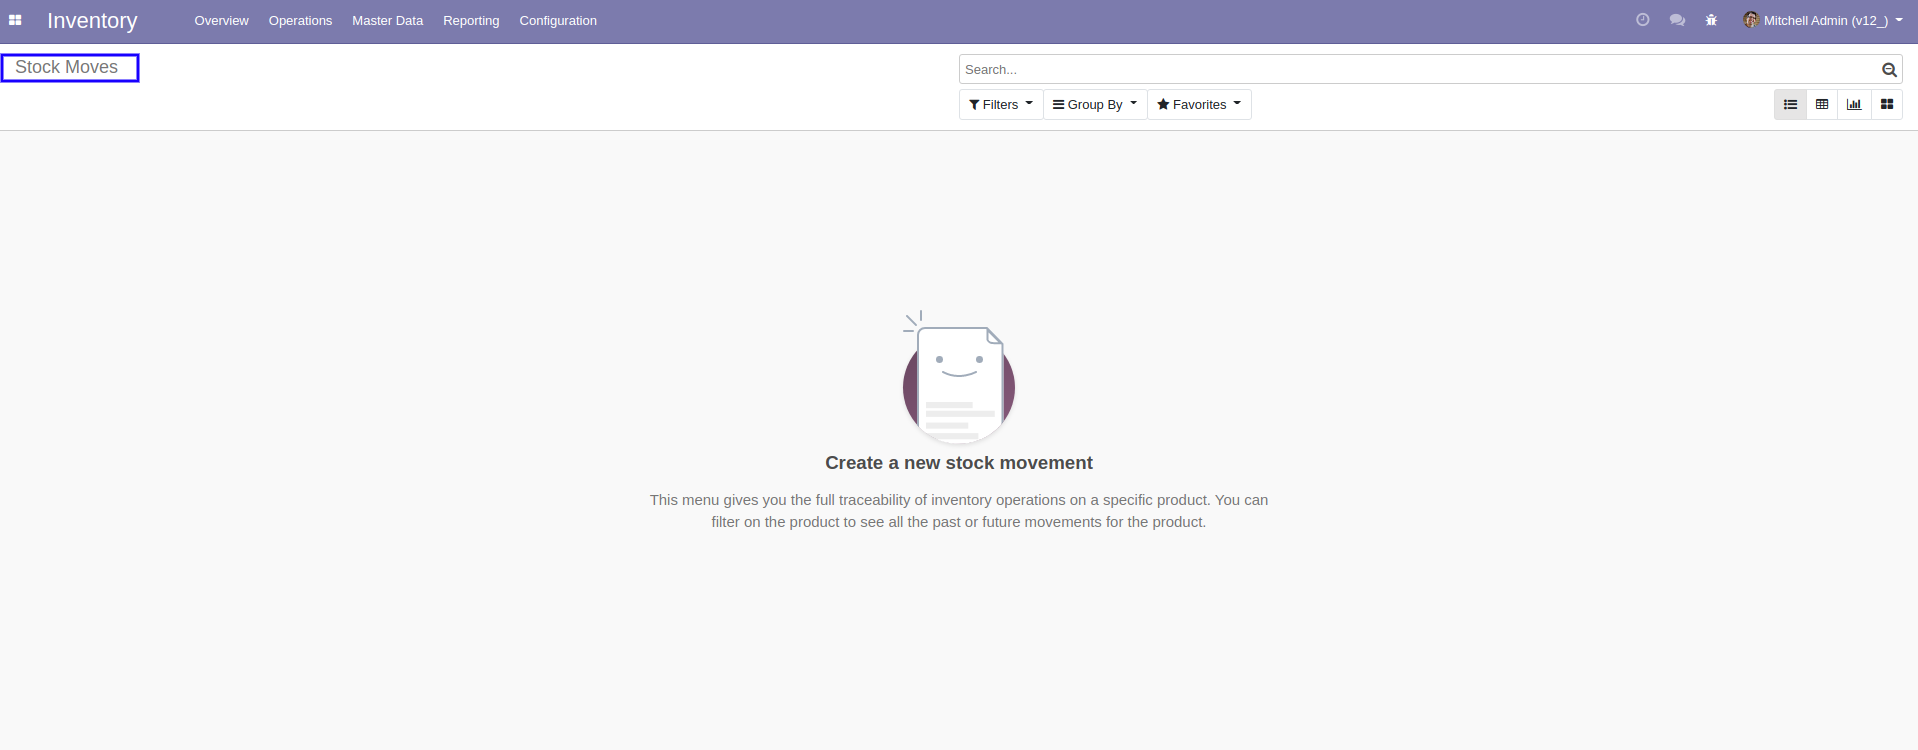 Inventory
Overview Operations Master Data Reporting Configuration
Mitchell Admin (v12_)
Stock Moves
Search...
Filters Group By Favorites
Create a new stock movement
This menu gives you the full traceability of inventory operations on a specific product. You can
filter on the product to see all the past or future movements for the product.